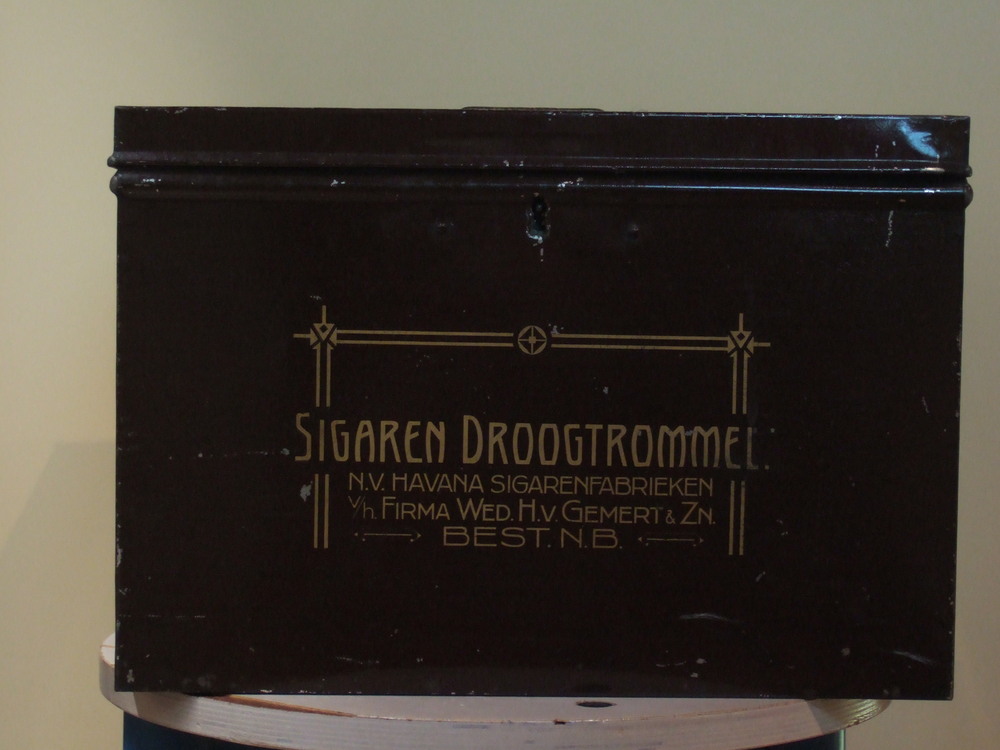 SIGAREN DROOGTROMMEL.
N.V. HAVANA SIGARENFABRIEKEN
v/h. FIRMA WED. H.v. GEMERT & ZN.
BEST. N.B.